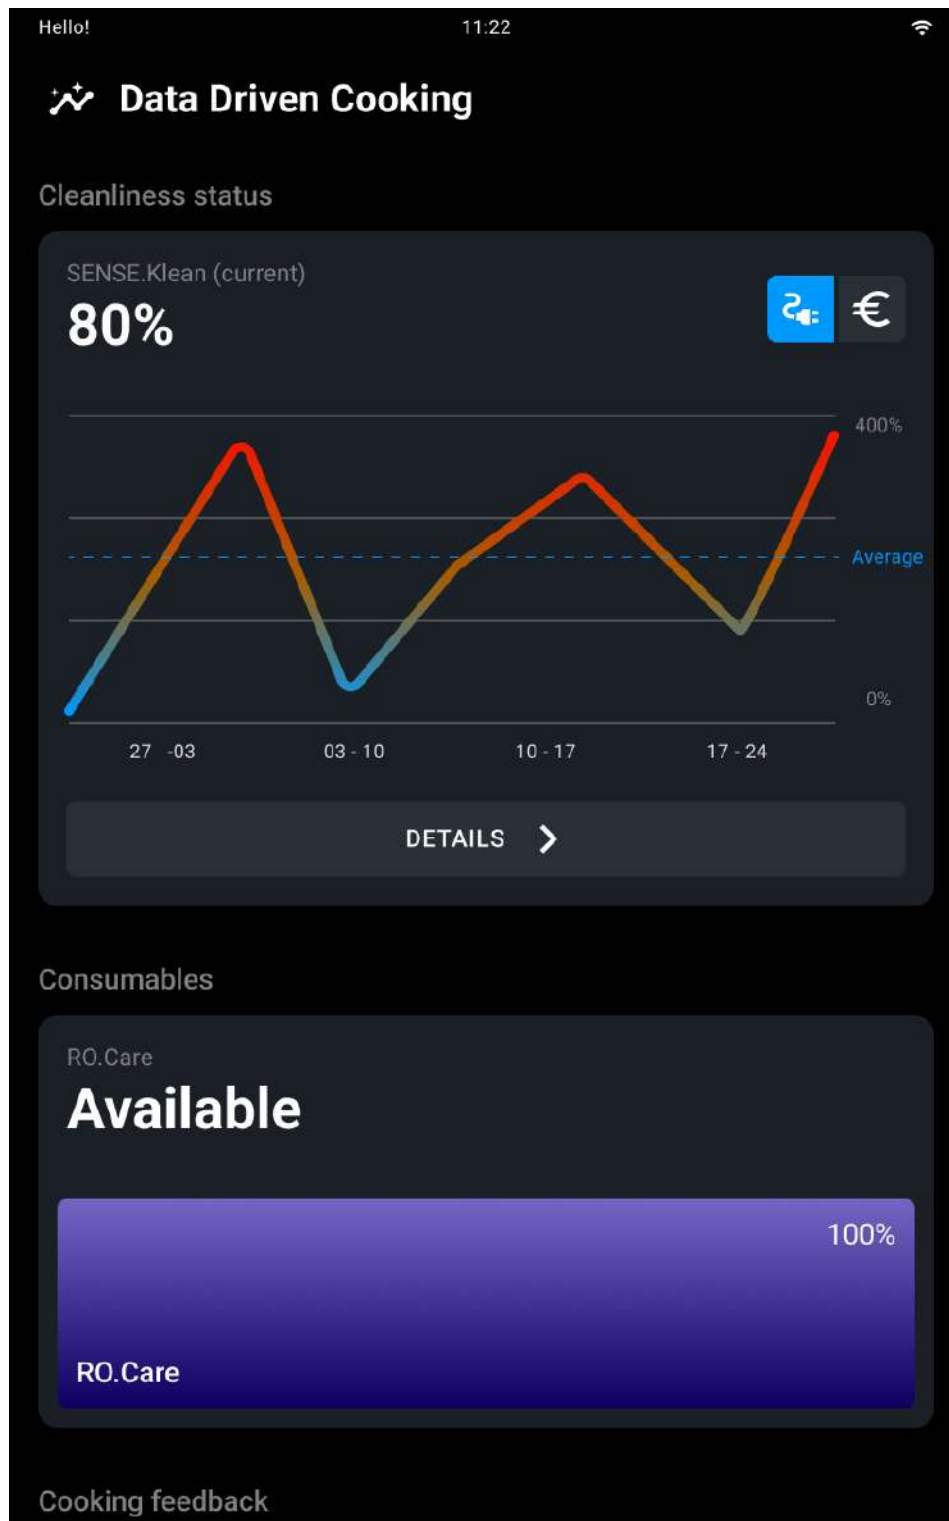 Hello! 11:22
Data Driven Cooking
Cleanliness status
SENSE.Klean (current)
80%
€
400%
Average
0%
27 -03 03 - 10 10 - 17 17 - 24
DETAILS
Consumables
RO.Care
Available
100%
RO.Care
Cooking feedback